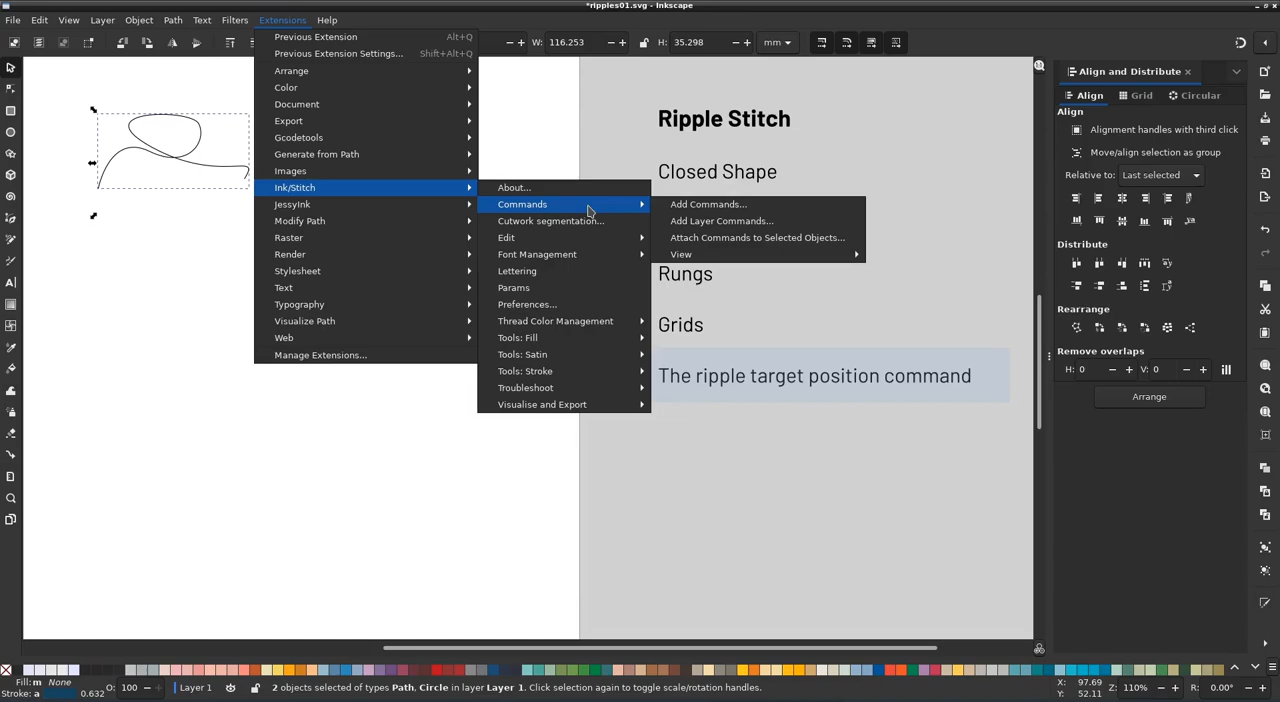 *ripples01.svg - Inkscape
File Edit View Layer Object Path Text Filters Extensions Help
W: 116.253 H: 35.298 mm
Previous Extension Alt+Q
Previous Extension Settings... Shift+Alt+Q
Arrange
Color
Document
Export
Gcodetools
Generate from Path
Images
Ink/Stitch
JessyInk
Modify Path
Raster
Render
Stylesheet
Text
Typography
Visualize Path
Web
Manage Extensions...
About...
Commands
Cutwork segmentation...
Edit
Font Management
Lettering
Params
Preferences...
Thread Color Management
Tools: Fill
Tools: Satin
Tools: Stroke
Troubleshoot
Visualise and Export
Add Commands...
Add Layer Commands...
Attach Commands to Selected Objects...
View
Ripple Stitch
Closed Shape
Rungs
Grids
The ripple target position command
Align and Distribute
Align Grid Circular
Align
Alignment handles with third click
Move/align selection as group
Relative to: Last selected
Distribute
Rearrange
Remove overlaps
H: 0 V: 0
Arrange
Fill: m None
Stroke: a 0.632
O: 100
Layer 1
2 objects selected of types Path, Circle in layer Layer 1. Click selection again to toggle scale/rotation handles.
X: 97.69
Y: 52.11
Z: 110%
R: 0.00°